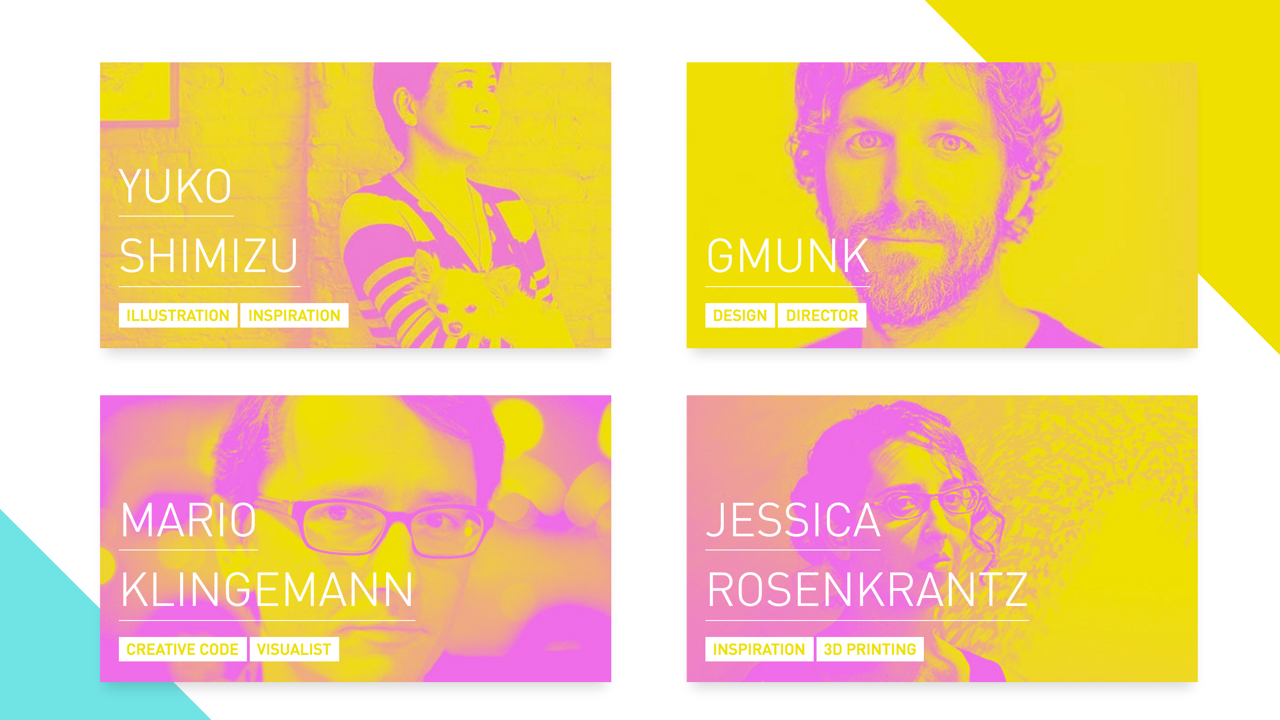 YUKO
SHIMIZU
ILLUSTRATION INSPIRATION
GMUNK
DESIGN DIRECTOR
MARIO
KLINGEMANN
CREATIVE CODE VISUALIST
JESSICA
ROSENKRANTZ
INSPIRATION 3D PRINTING